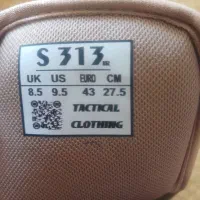 S 313
UK US EURO CM
8.5 9.5 43 27.5
TACTICAL
CLOTHING